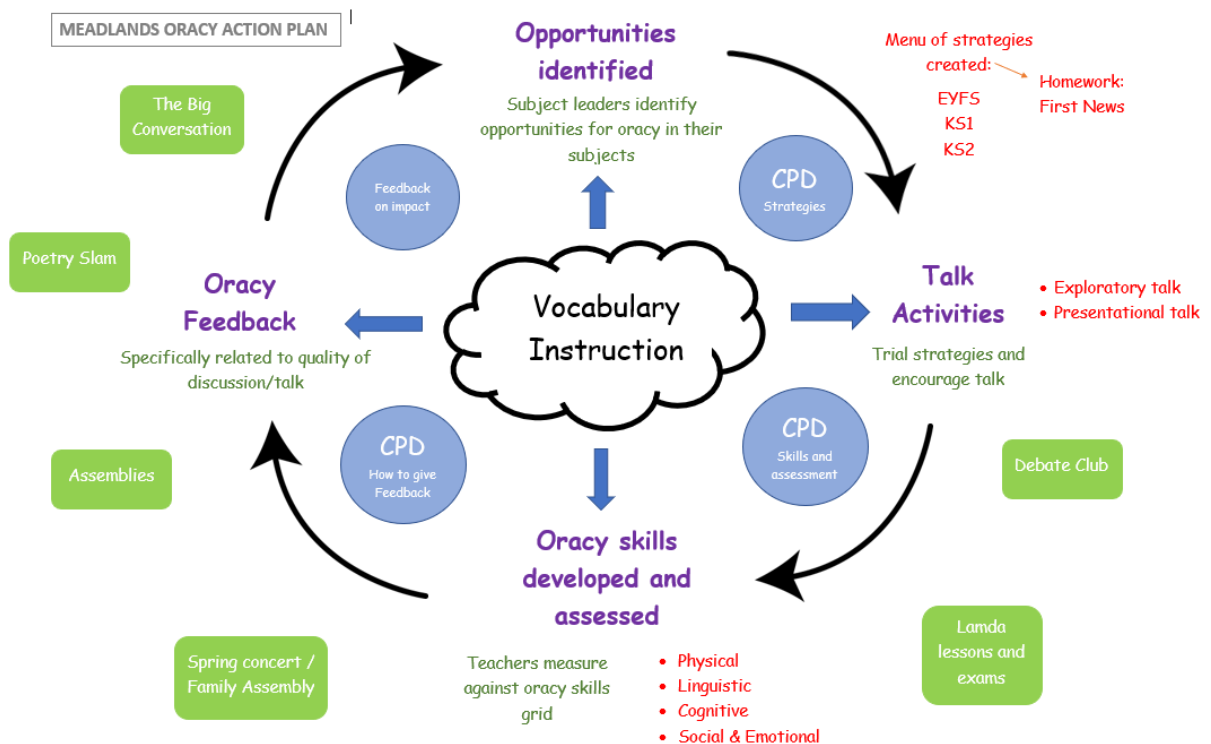 MEADLANDS ORACY ACTION PLAN
Opportunities
identified
Subject leaders identify
opportunities for oracy in their
subjects
Menu of strategies
created:
EYFS
KS1
KS2
Homework:
First News
The Big
Conversation
Feedback
on impact
CPD
Strategies
Poetry Slam
Oracy
Feedback
Specifically related to quality of
discussion/talk
Vocabulary
Instruction
Talk
Activities
Trial strategies and
encourage talk
• Exploratory talk
• Presentational talk
Assemblies
CPD
How to give
Feedback
CPD
Skills and
assessment
Debate Club
Oracy skills
developed and
assessed
Teachers measure
against oracy skills
grid
• Physical
• Linguistic
• Cognitive
• Social & Emotional
Spring concert /
Family Assembly
Lamda
lessons and
exams